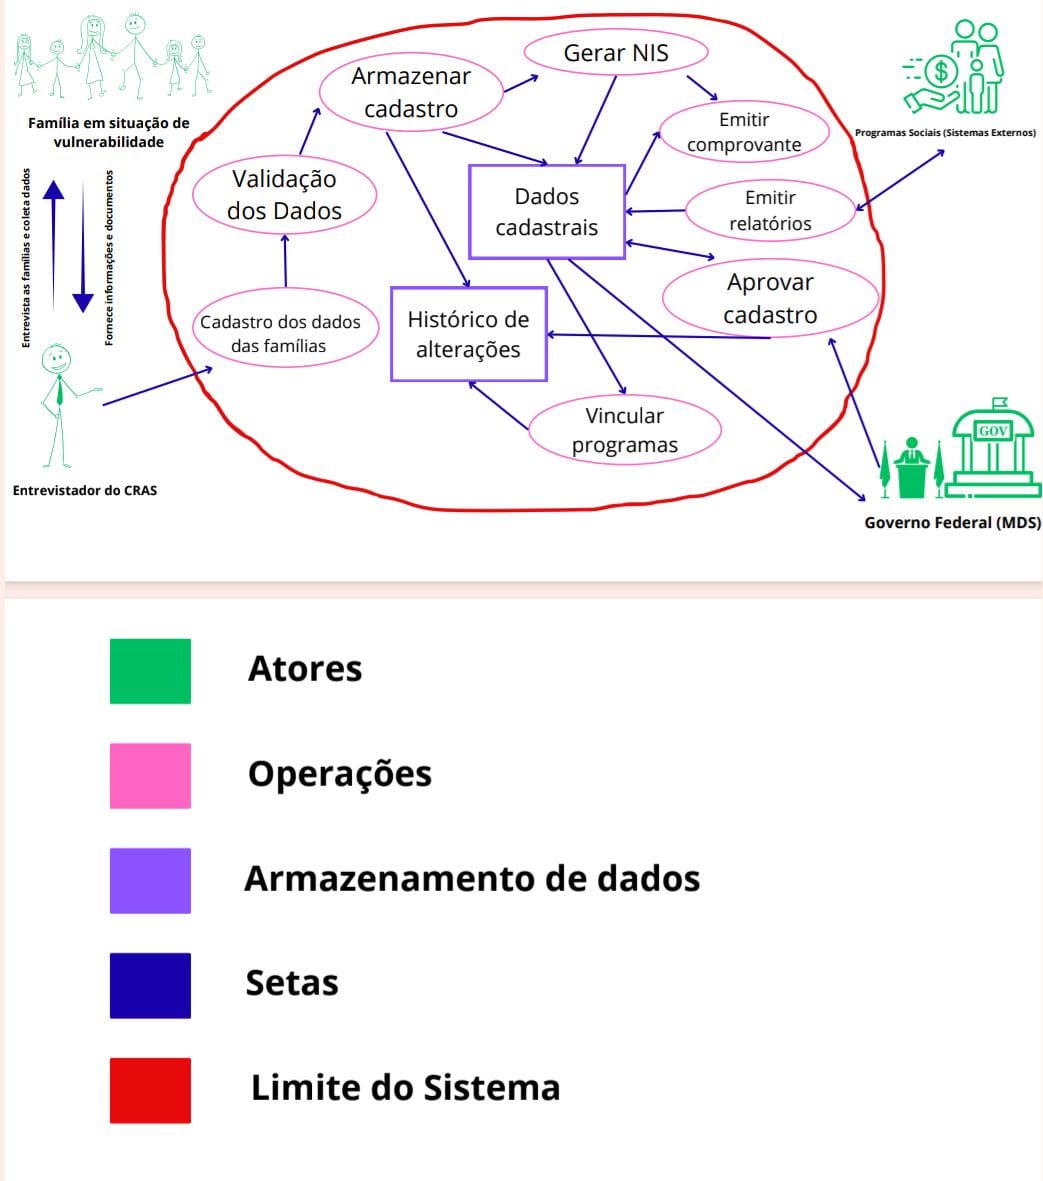 Família em situação de
vulnerabilidade
Entrevista as famílias e coleta dados
Fornece informações e documentos
Entrevistador do CRAS
Armazenar
cadastro
Gerar NIS
Emitir
comprovante
Programas Sociais (Sistemas Externos)
Validação
dos Dados
Dados
cadastrais
Emitir
relatórios
Aprovar
cadastro
Cadastro dos dados
das famílias
Histórico de
alterações
Vincular
programas
$
GOV
Governo Federal (MDS)
Atores
Operações
Armazenamento de dados
Setas
Limite do Sistema